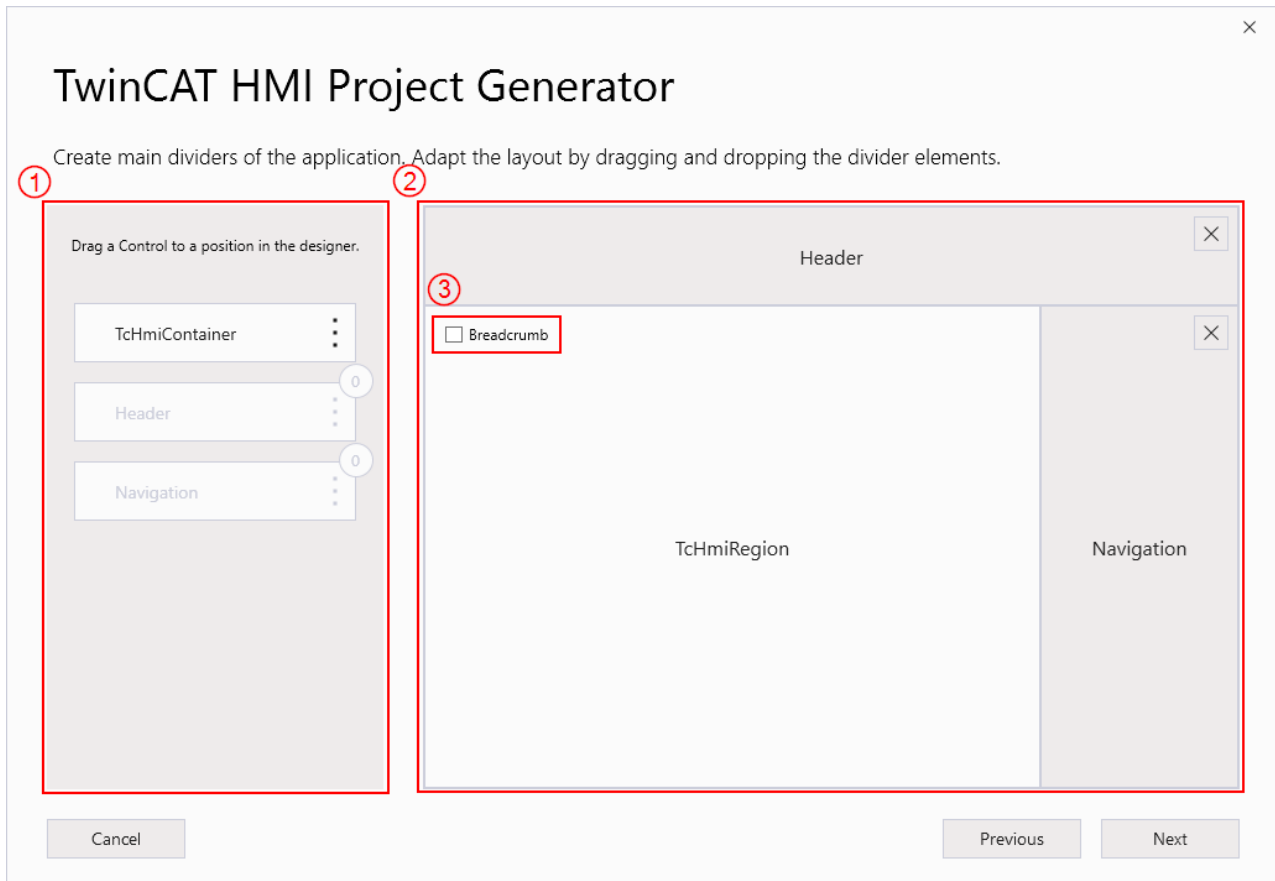 TwinCAT HMI Project Generator
Create main dividers of the application. Adapt the layout by dragging and dropping the divider elements.
1
2
Drag a Control to a position in the designer.
Header
3
Breadcrumb
TcHmiContainer
0
Header
0
Navigation
TcHmiRegion
Navigation
Cancel
Previous
Next